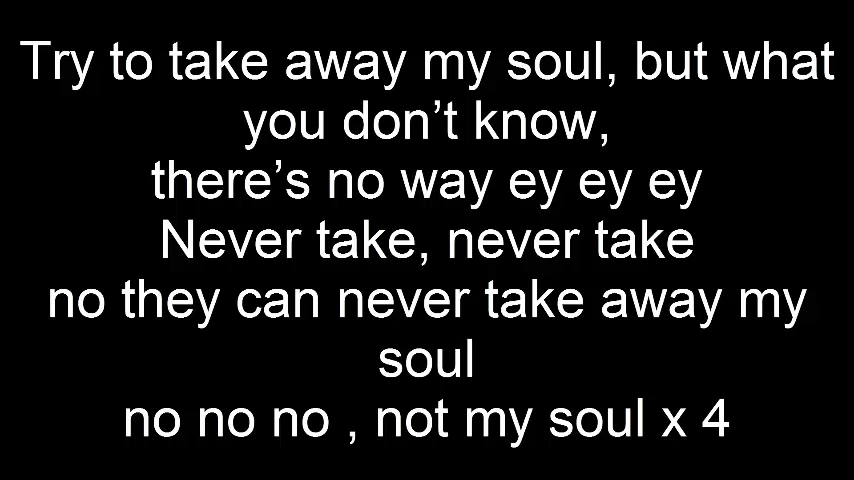 Try to take away my soul, but what
you don’t know,
there’s no way ey ey ey
Never take, never take
no they can never take away my
soul
no no no , not my soul x 4